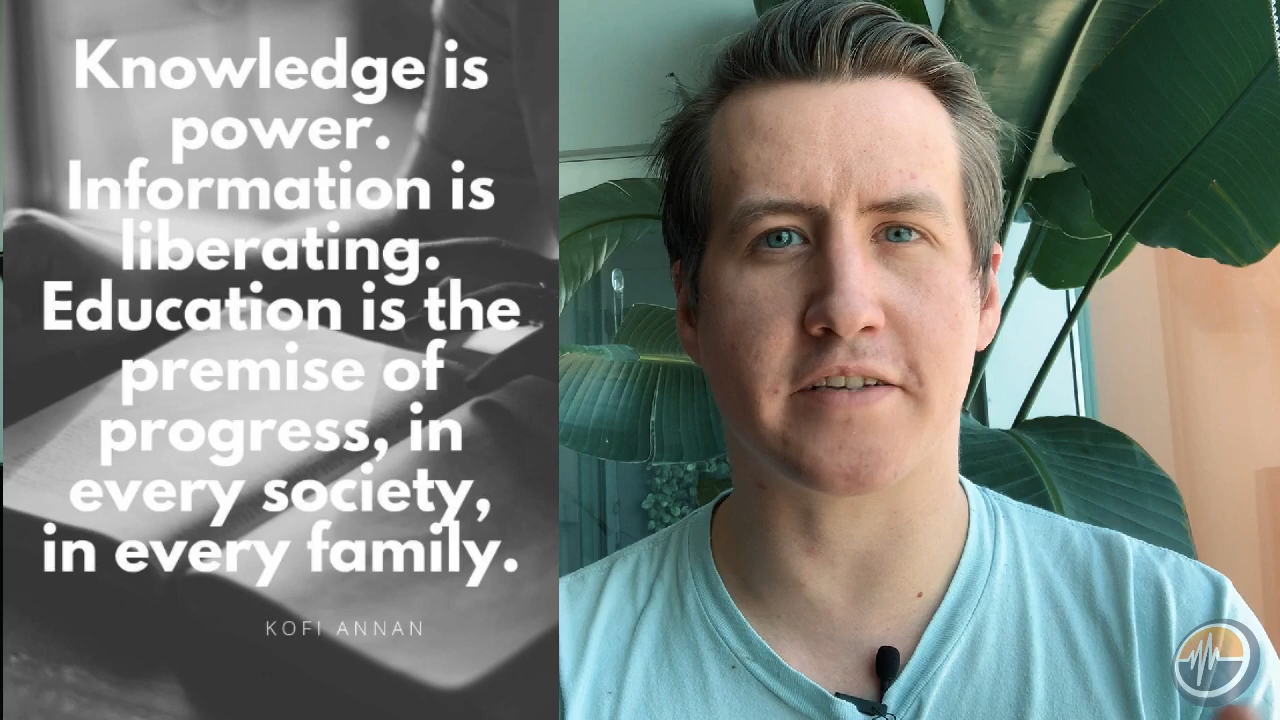 Knowledge is
power.
Information is
liberating.
Education is the
premise of
progress, in
every society,
in every family.
KOFI ANNAN